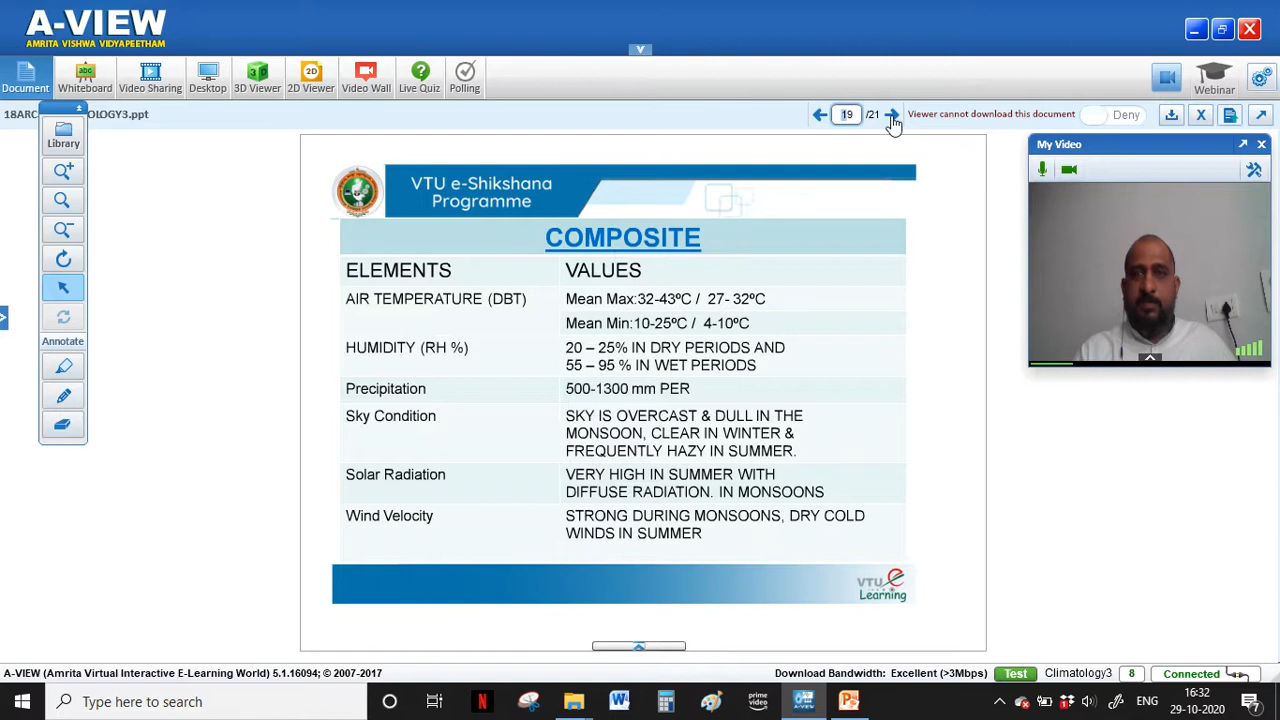 A-VIEW
AMRITA VISHWA VIDYAPEETHAM
Document
abc
Whiteboard
Video Sharing
Desktop
3D
3D Viewer
2D
2D Viewer
Video Wall
?
Live Quiz
Polling
Webinar
18ARC
OLOGY3.ppt
19
/21
Viewer cannot download this document
Deny
X
Library
Annotate
My Video
VTU e-Shikshana
Programme
COMPOSITE
ELEMENTS VALUES
AIR TEMPERATURE (DBT) Mean Max:32-43ºC / 27- 32ºC
Mean Min:10-25ºC / 4-10ºC
HUMIDITY (RH %) 20 – 25% IN DRY PERIODS AND
55 – 95 % IN WET PERIODS
Precipitation 500-1300 mm PER
Sky Condition SKY IS OVERCAST & DULL IN THE
MONSOON, CLEAR IN WINTER &
FREQUENTLY HAZY IN SUMMER.
Solar Radiation VERY HIGH IN SUMMER WITH
DIFFUSE RADIATION. IN MONSOONS
Wind Velocity STRONG DURING MONSOONS, DRY COLD
WINDS IN SUMMER
VTU e
Learning
A-VIEW (Amrita Virtual Interactive E-Learning World) 5.1.16094; © 2007-2017
Download Bandwidth: Excellent (>3Mbps)
Test
Climatology3
8
Connected
Type here to search
N
W
prime
video
P
ENG
16:32
29-10-2020
7